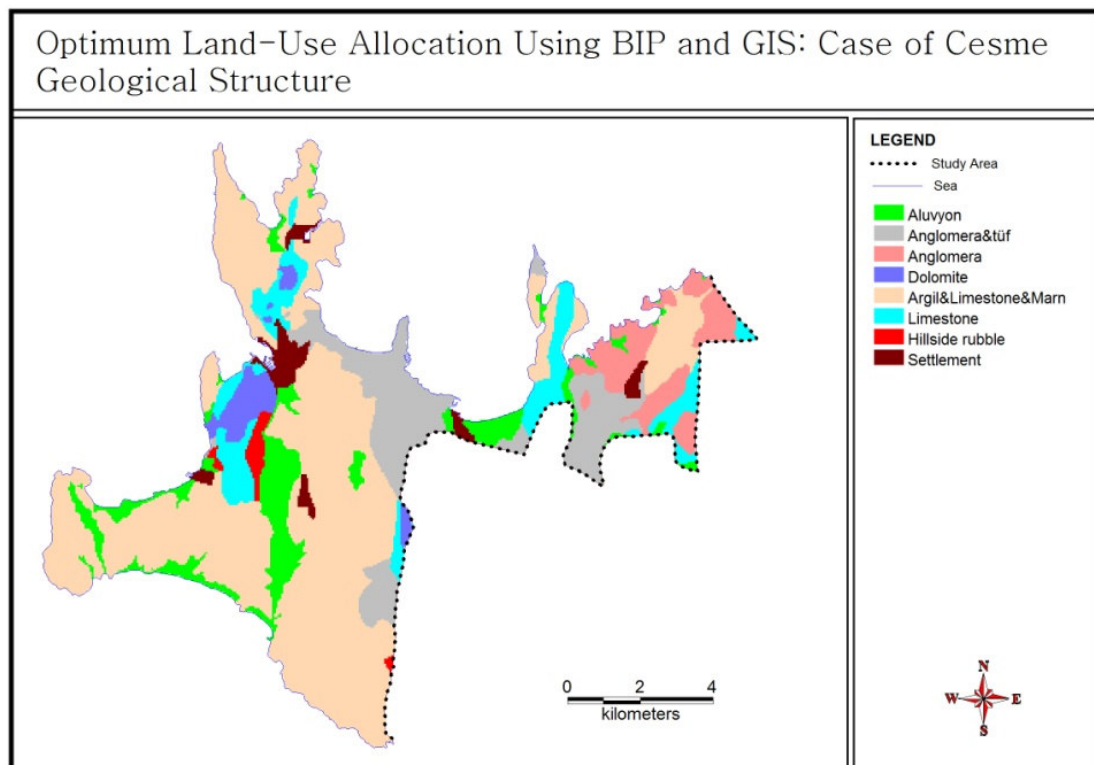 Optimum Land-Use Allocation Using BIP and GIS: Case of Cesme
Geological Structure
LEGEND
Study Area
Sea
Aluvyon
Anglomera&tüf
Anglomera
Dolomite
Argil&Limestone&Marn
Limestone
Hillside rubble
Settlement
0 2 4
kilometers
N
W E
S